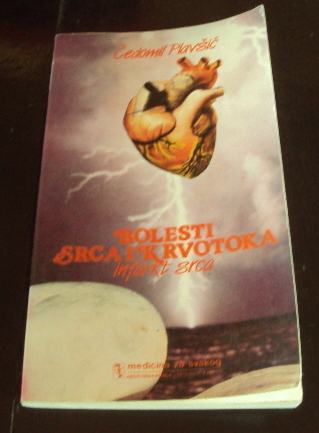 Čedomil Plavšić
BOLESTI
SRCA I KRVOTOKA
Infarkt srca
medicina za svakog